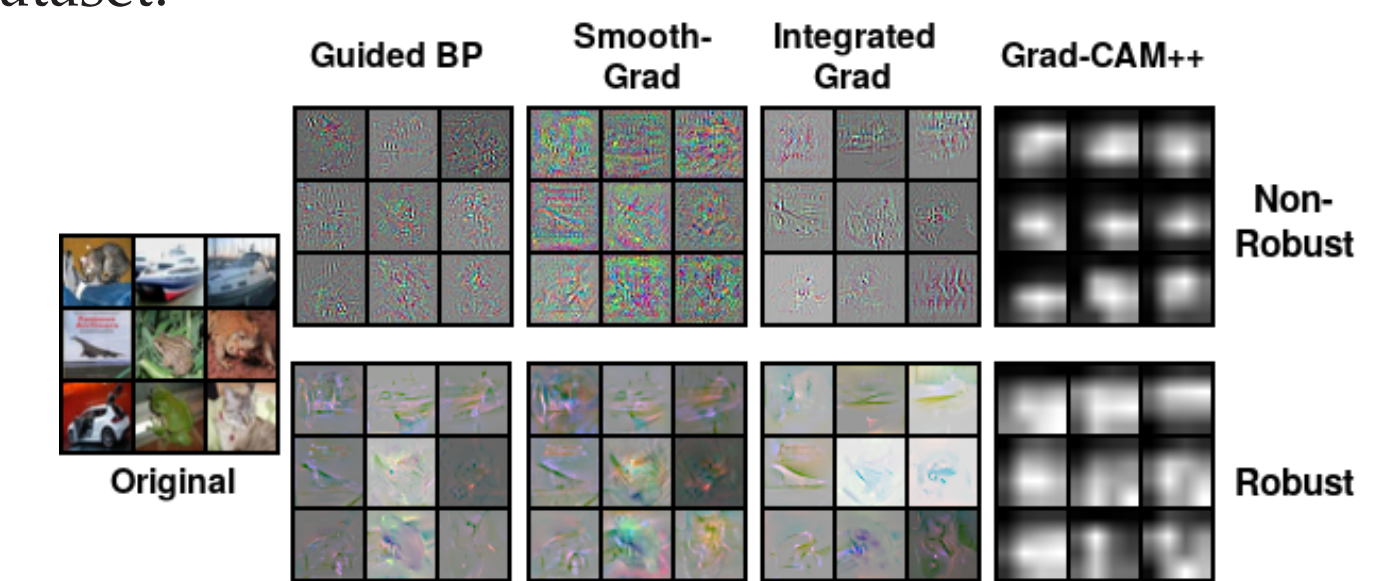 Guided BP
Smooth-
Grad
Integrated
Grad
Grad-CAM++
Non-
Robust
Original
Robust